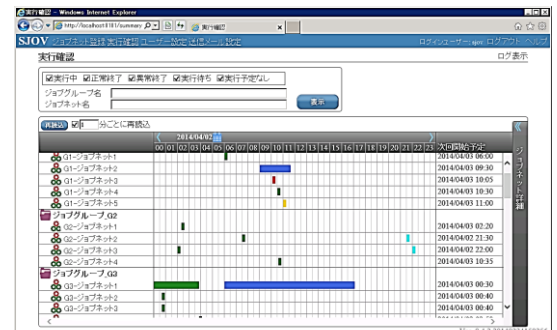 実行確認 - Windows Internet Explorer
http://localhost:8181/summary
実行確認
SJOV ジョブネット登録 実行確認 ユーザー設定 送信メール設定
ログインユーザー:sjov ログアウト ヘルプ
実行確認
ログ表示
実行中 正常終了 異常終了 実行待ち 実行予定なし
ジョブグループ名
ジョブネット名
表示
再読込 分ごとに再読込
2014/04/02
00 01 02 03 04 05 06 07 08 09 10 11 12 13 14 15 16 17 18 19 20 21 22 23 次回開始予定
G1-ジョブネット1 2014/04/03 06:00
G1-ジョブネット2 2014/04/03 09:30
G1-ジョブネット3 2014/04/03 10:05
G1-ジョブネット4 2014/04/03 10:30
G1-ジョブネット5 2014/04/03 11:00
ジョブグループ_G2
G2-ジョブネット1 2014/04/03 02:20
G2-ジョブネット2 2014/04/02 21:30
G2-ジョブネット3 2014/04/02 22:00
G2-ジョブネット4 2014/04/03 10:35
ジョブグループ_G3
G3-ジョブネット1 2014/04/03 00:30
G3-ジョブネット2 2014/04/03 00:40
G3-ジョブネット3 2014/04/03 00:40
ジョブネット詳細